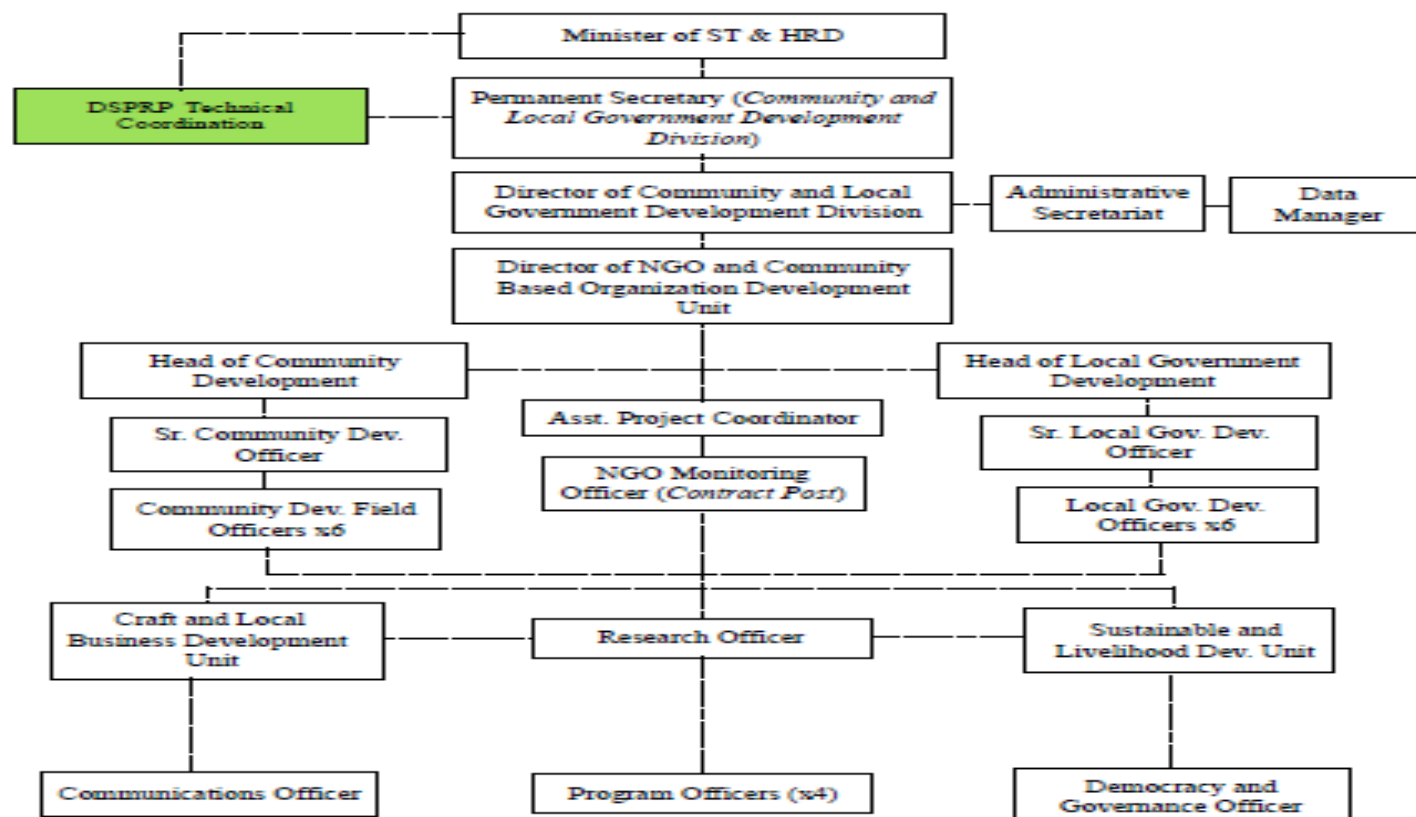 Minister of ST & HRD
DSPRP Technical
Coordination
Permanent Secretary (Community and
Local Government Development
Division)
Director of Community and Local
Government Development Division
Administrative
Secretariat
Data
Manager
Director of NGO and Community
Based Organization Development
Unit
Head of Community
Development
Head of Local Government
Development
Asst. Project Coordinator
Sr. Community Dev.
Officer
Sr. Local Gov. Dev.
Officer
NGO Monitoring
Officer (Contract Post)
Community Dev. Field
Officers x6
Local Gov. Dev.
Officers x6
Craft and Local
Business Development
Unit
Research Officer
Sustainable and
Livelihood Dev. Unit
Communications Officer
Program Officers (x4)
Democracy and
Governance Officer